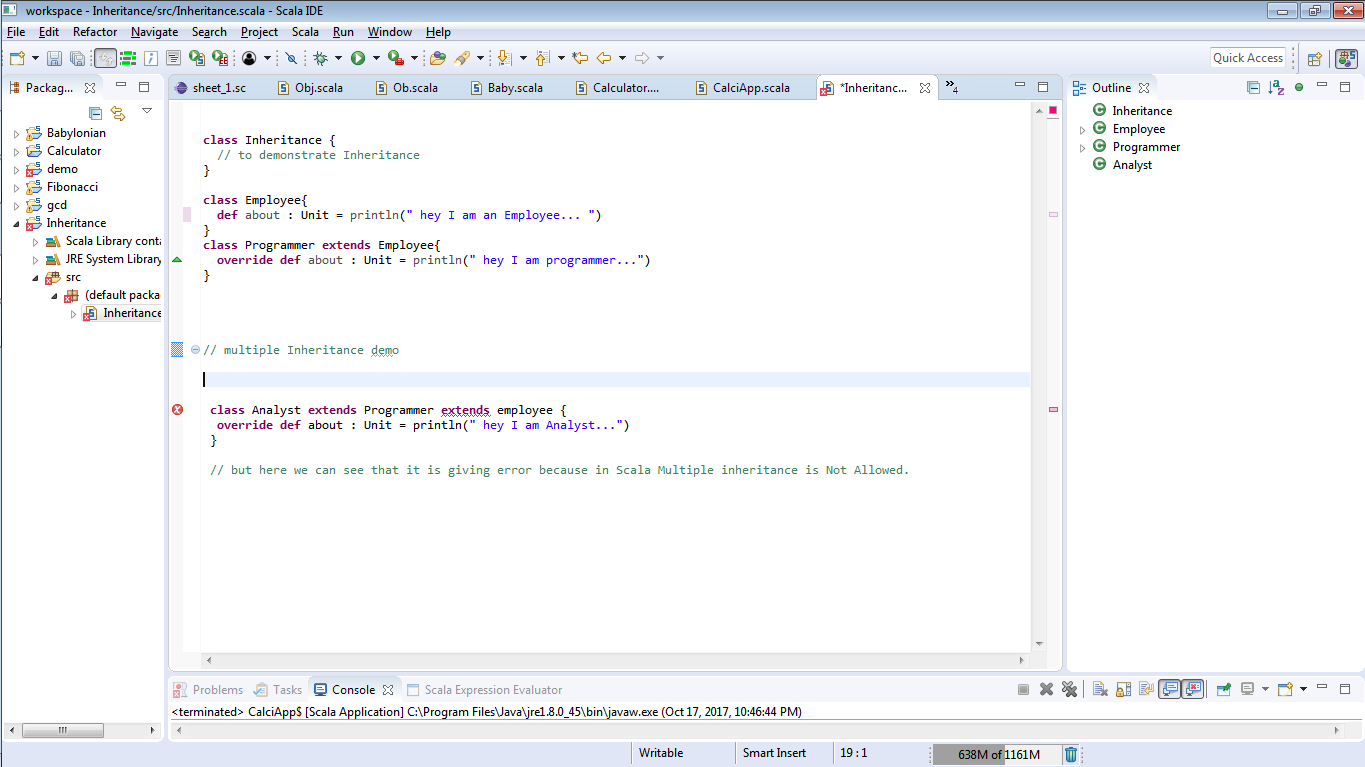 workspace - Inheritance/src/Inheritance.scala - Scala IDE
File Edit Refactor Navigate Search Project Scala Run Window Help
Quick Access
Packag...
Babylonian
Calculator
demo
Fibonacci
gcd
Inheritance
Scala Library conta
JRE System Library
src
(default packa
Inheritance
sheet_1.sc Obj.scala Ob.scala Baby.scala Calculator.... CalciApp.scala *Inheritanc... »4
class Inheritance {
// to demonstrate Inheritance
}
class Employee{
def about : Unit = println(" hey I am an Employee... ")
}
class Programmer extends Employee{
override def about : Unit = println(" hey I am programmer...")
}
// multiple Inheritance demo
class Analyst extends Programmer extends employee {
override def about : Unit = println(" hey I am Analyst...")
}
// but here we can see that it is giving error because in Scala Multiple inheritance is Not Allowed.
Outline
Inheritance
Employee
Programmer
Analyst
Problems Tasks Console Scala Expression Evaluator
<terminated> CalciApp$ [Scala Application] C:\Program Files\Java\jre1.8.0_45\bin\javaw.exe (Oct 17, 2017, 10:46:44 PM)
Writable Smart Insert 19 : 1 638M of 1161M